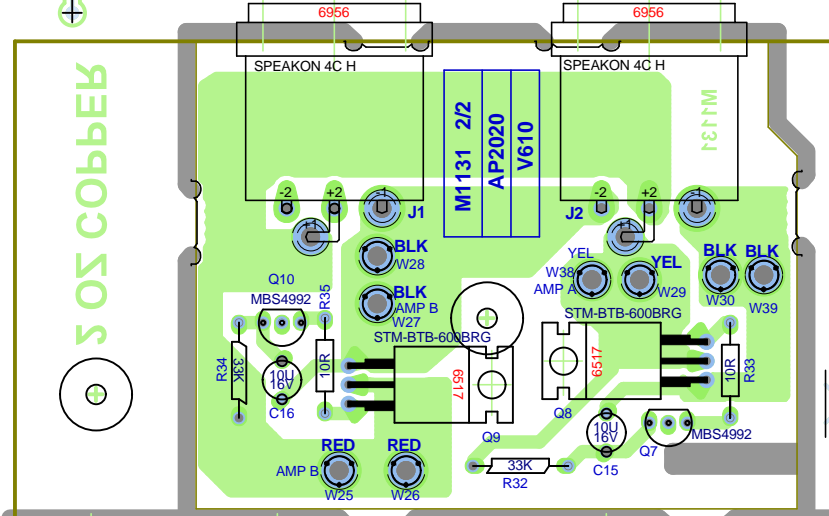 6956
6956
SPEAKON 4C H
SPEAKON 4C H
2 OZ COPPER
M1131 2/2
AP2020
V610
M1131
-2
+2
-1
+1
J1
-2
+2
-1
+1
J2
BLK
W28
BLK
AMP B
W27
YEL
W38
AMP A
YEL
W29
BLK
W30
BLK
W39
Q10
MBS4992
R35
10R
STM-BTB-600BRG
STM-BTB-600BRG
R34
33K
10U
16V
C16
6517
Q9
6517
Q8
10R
R33
10U
16V
C15
Q7
MBS4992
RED
AMP B
W25
RED
W26
33K
R32